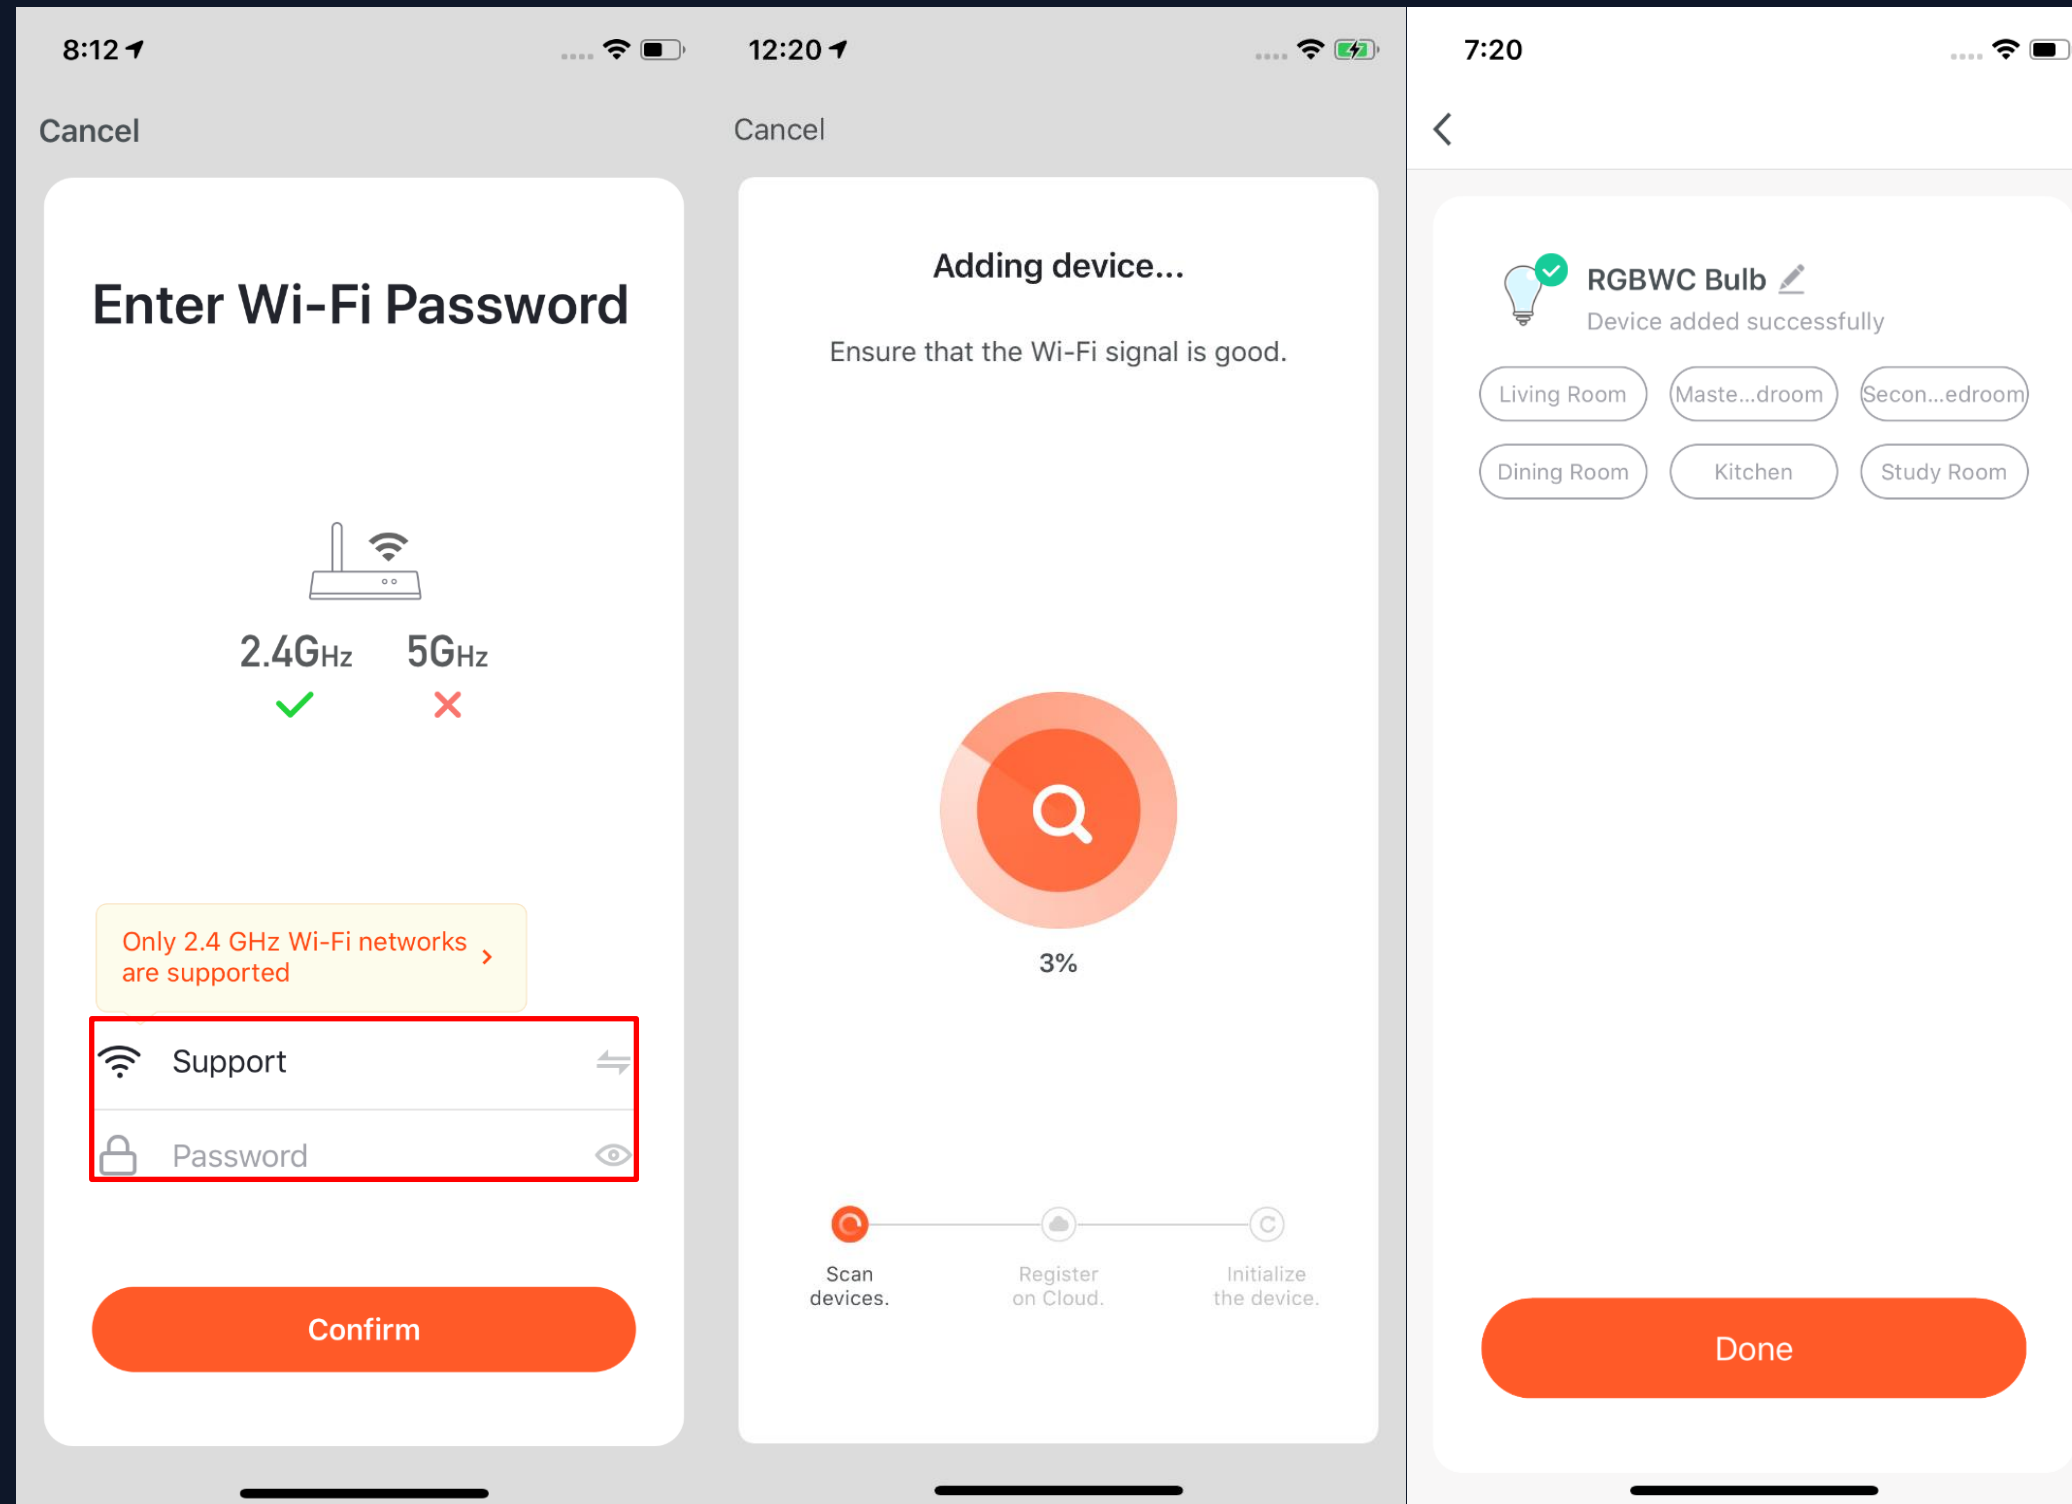 8:12
Cancel
Enter Wi-Fi Password
2.4GHz 5GHz
Only 2.4 GHz Wi-Fi networks
are supported
Support
Password
Confirm
12:20
Cancel
Adding device...
Ensure that the Wi-Fi signal is good.
3%
Scan
devices.
Register
on Cloud.
Initialize
the device.
7:20
RGBWC Bulb
Device added successfully
Living Room
Maste...droom
Secon...edroom
Dining Room
Kitchen
Study Room
Done